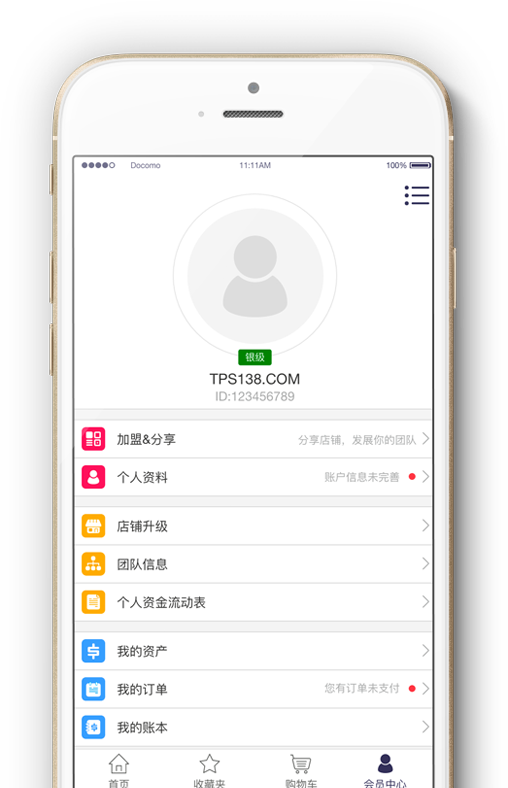 Docomo 11:11AM 100%
银级
TPS138.COM
ID:123456789
加盟&分享 分享店铺，发展你的团队
个人资料 账户信息未完善
店铺升级
团队信息
个人资金流动表
我的资产
我的订单 您有订单未支付
我的账本
首页 收藏夹 购物车 会员中心